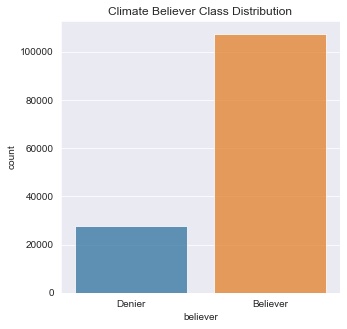 Climate Believer Class Distribution
100000
80000
60000
40000
20000
0
count
Denier
Believer
believer